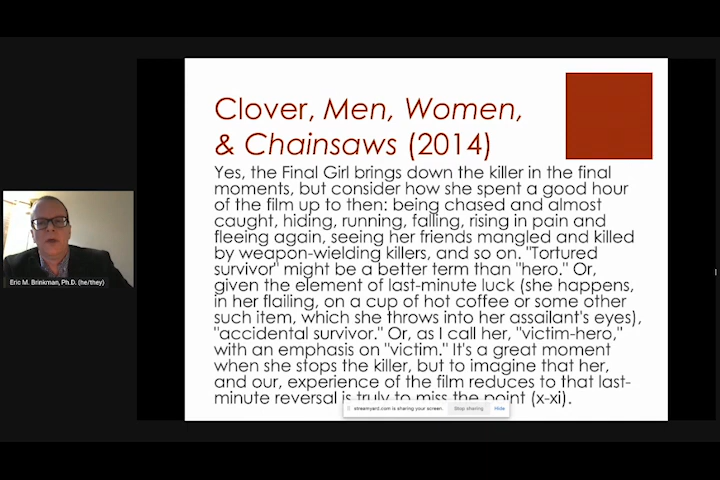 Clover, Men, Women,
& Chainsaws (2014)
Yes, the Final Girl brings down the killer in the final
moments, but consider how she spent a good hour
of the film up to then: being chased and almost
caught, hiding, running, falling, rising in pain and
fleeing again, seeing her friends mangled and killed
by weapon-wielding killers, and so on. "Tortured
survivor" might be a better term than "hero." Or,
given the element of last-minute luck (she happens,
in her flailing, on a cup of hot coffee or some other
such item, which she throws into her assailant's eyes),
"accidental survivor." Or, as I call her, "victim-hero,"
with an emphasis on "victim." It's a great moment
when she stops the killer, but to imagine that her,
and our, experience of the film reduces to that last-
minute reversal is truly to miss the point (x-xi).
streamyard.com is sharing your screen. Stop sharing Hide
Eric M. Brinkman, Ph.D. (he/they)